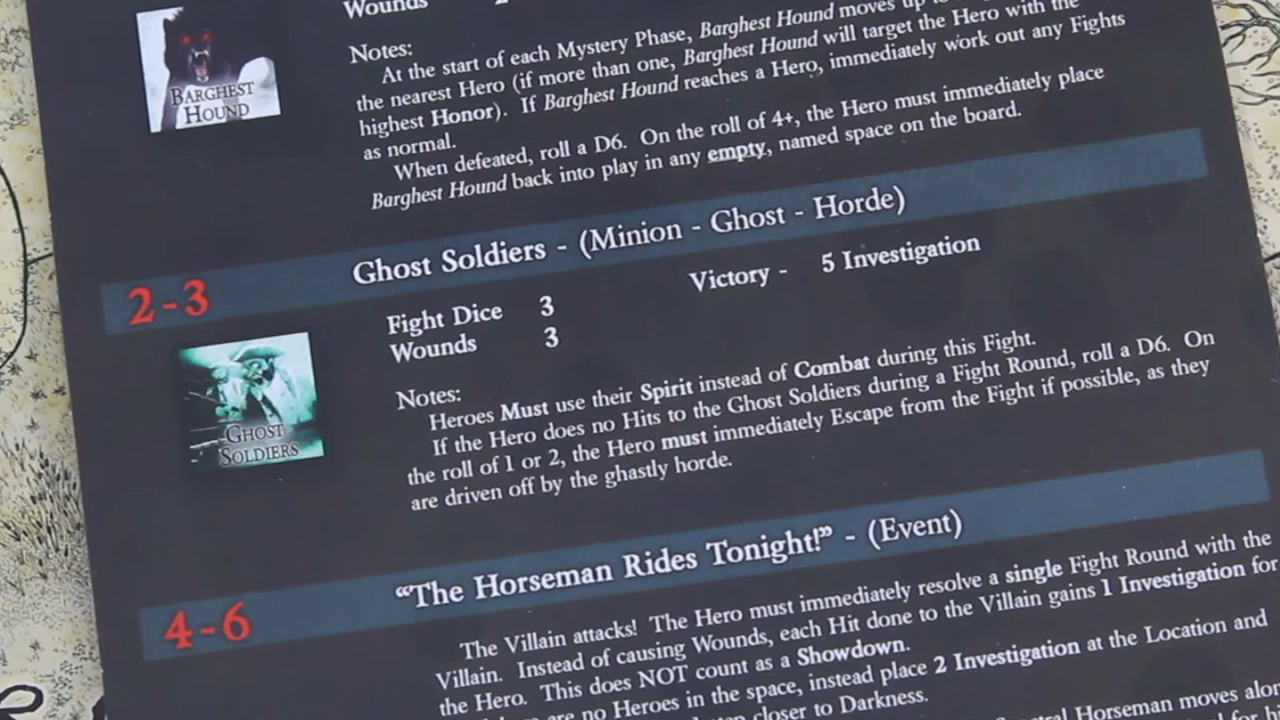 Wounds
BARGHEST
HOUND
Notes:
At the start of each Mystery Phase, Barghest Hound moves up
the nearest Hero (if more than one, Barghest Hound will target the Hero with the
highest Honor). If Barghest Hound reaches a Hero, immediately work out any Fights
as normal.
When defeated, roll a D6. On the roll of 4+, the Hero must immediately place
Barghest Hound back into play in any empty, named space on the board.
2-3
Ghost Soldiers - (Minion - Ghost - Horde)
Fight Dice 3
Victory - 5 Investigation
Wounds 3
GHOST
SOLDIERS
Notes:
Heroes Must use their Spirit instead of Combat during this Fight.
If the Hero does no Hits to the Ghost Soldiers during a Fight Round, roll a D6. On
the roll of 1 or 2, the Hero must immediately Escape from the Fight if possible, as they
are driven off by the ghastly horde.
4-6
“The Horseman Rides Tonight!” - (Event)
The Villain attacks! The Hero must immediately resolve a single Fight Round with the
Villain. Instead of causing Wounds, each Hit done to the Villain gains 1 Investigation for
the Hero. This does NOT count as a Showdown.
are no Heroes in the space, instead place 2 Investigation at the Location and
closer to Darkness.
Horseman moves